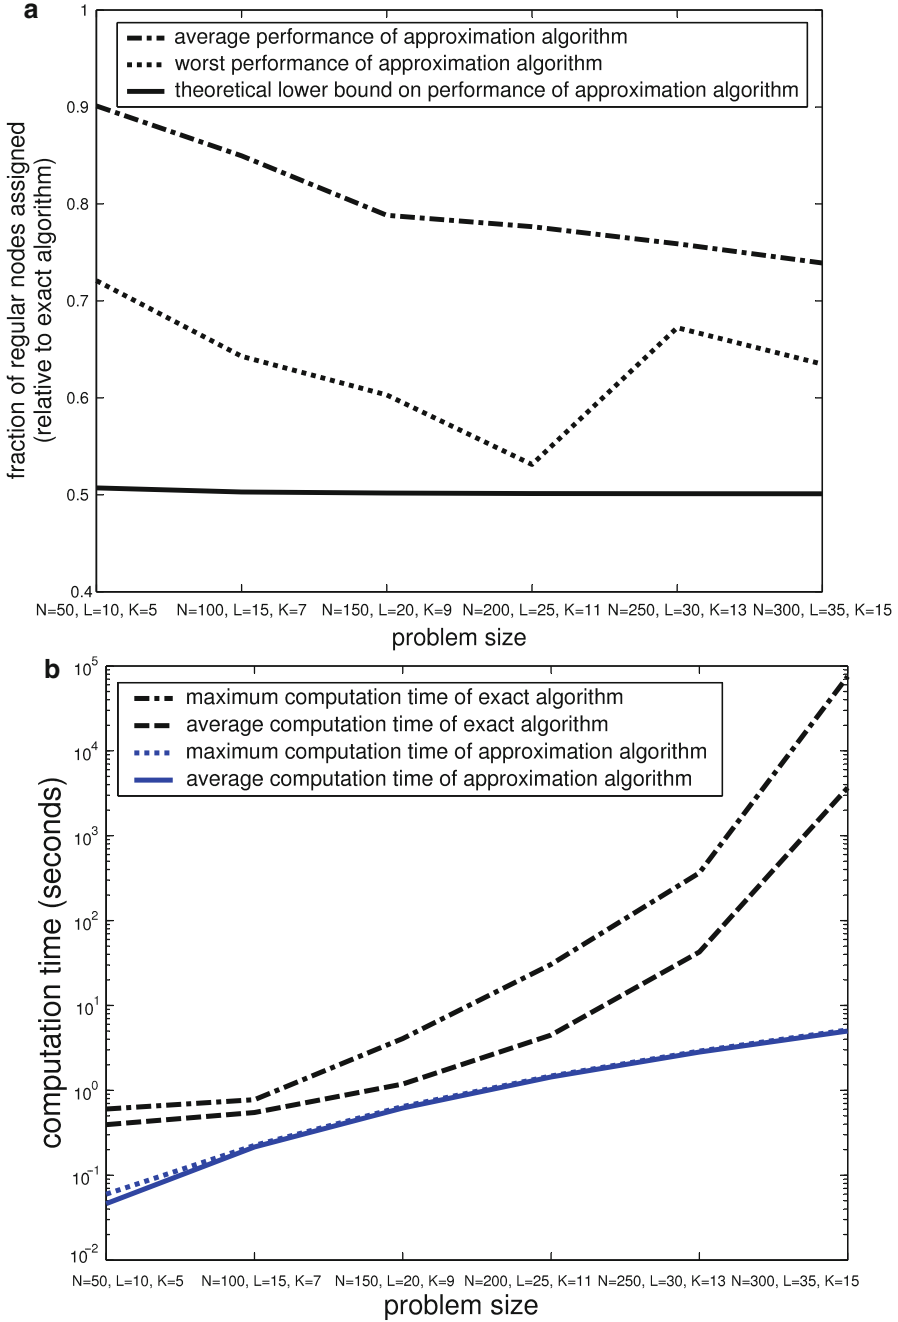 a
1
average performance of approximation algorithm
worst performance of approximation algorithm
theoretical lower bound on performance of approximation algorithm
0.9
0.8
0.7
0.6
0.5
0.4
fraction of regular nodes assigned
(relative to exact algorithm)
N=50, L=10, K=5 N=100, L=15, K=7 N=150, L=20, K=9 N=200, L=25, K=11 N=250, L=30, K=13 N=300, L=35, K=15
problem size
b
10^5
maximum computation time of exact algorithm
average computation time of exact algorithm
maximum computation time of approximation algorithm
average computation time of approximation algorithm
10^4
10^3
10^2
10^1
10^0
10^−1
10^−2
computation time (seconds)
N=50, L=10, K=5 N=100, L=15, K=7 N=150, L=20, K=9 N=200, L=25, K=11 N=250, L=30, K=13 N=300, L=35, K=15
problem size